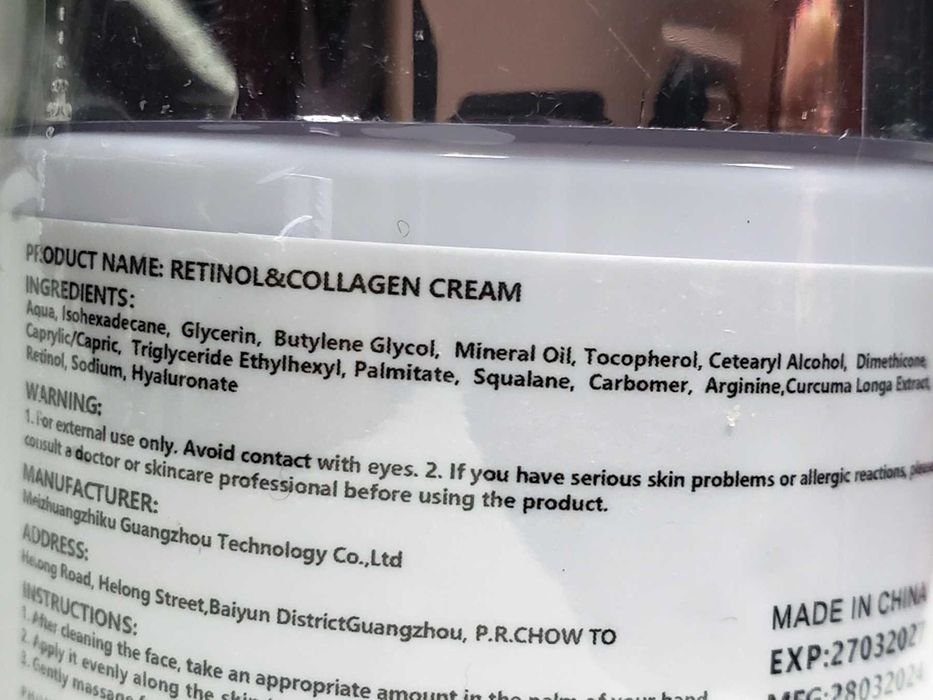 PRODUCT NAME: RETINOL&COLLAGEN CREAM
INGREDIENTS:
Aqua, Isohexadecane, Glycerin, Butylene Glycol, Mineral Oil, Tocopherol, Cetearyl Alcohol, Dimethicone,
Caprylic/Capric, Triglyceride Ethylhexyl, Palmitate, Squalane, Carbomer, Arginine,Curcuma Longa Extract,
Retinol, Sodium, Hyaluronate
WARNING:
1. For external use only. Avoid contact with eyes. 2. If you have serious skin problems or allergic reactions,
consult a doctor or skincare professional before using the product.
MANUFACTURER:
Meizhuangzhiku Guangzhou Technology Co.,Ltd
ADDRESS:
Helong Road, Helong Street,Baiyun DistrictGuangzhou, P.R.CHOW TO
INSTRUCTIONS:
1. After cleaning the face, take an appropriate amount in the palm of your hand
2. Apply it evenly along the skin
3. Gently massage
MADE IN CHINA
EXP:27032027
MFG:28032024